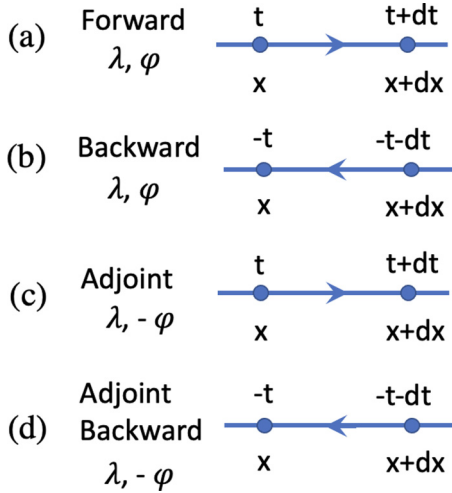 (a) Forward t t+dt
λ, φ x x+dx
(b) Backward -t -t-dt
λ, φ x x+dx
(c) Adjoint t t+dt
λ, - φ x x+dx
(d) Adjoint -t -t-dt
Backward
λ, - φ x x+dx